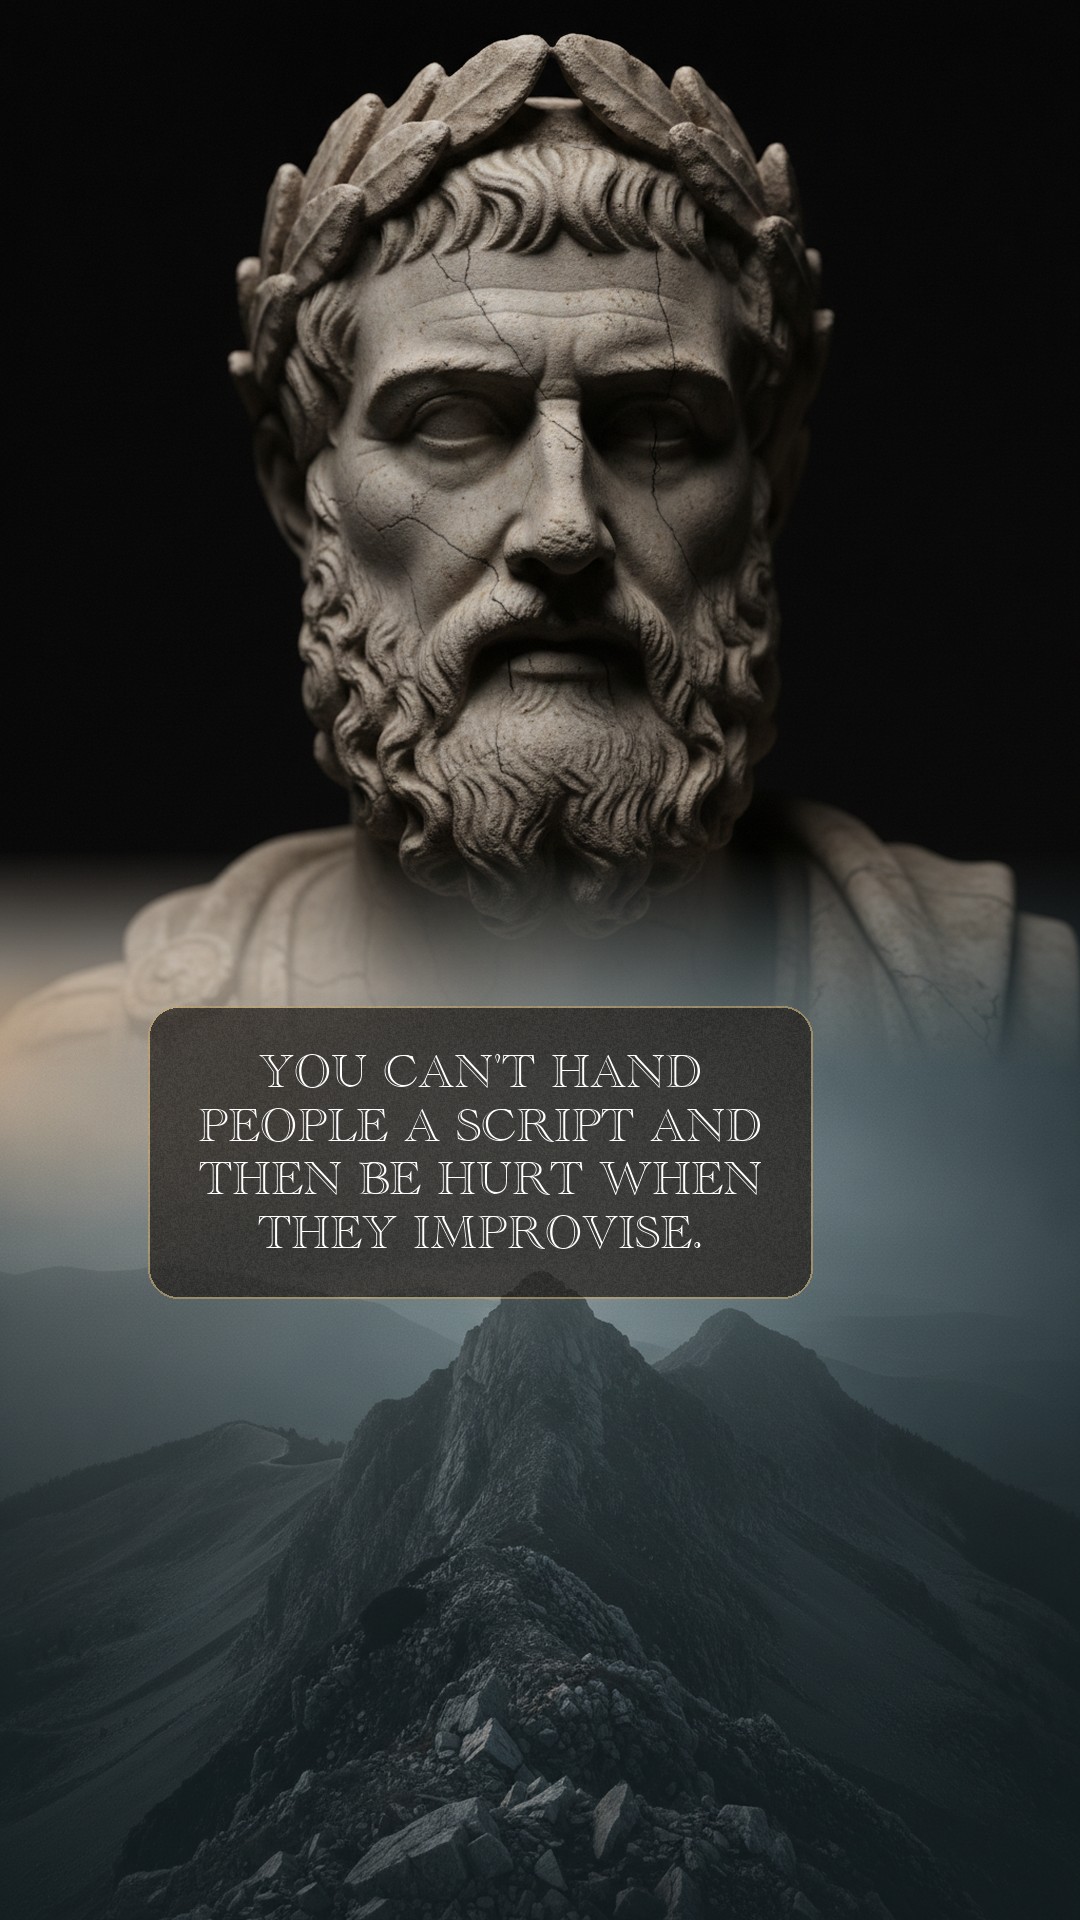 YOU CAN'T HAND
PEOPLE A SCRIPT AND
THEN BE HURT WHEN
THEY IMPROVISE.